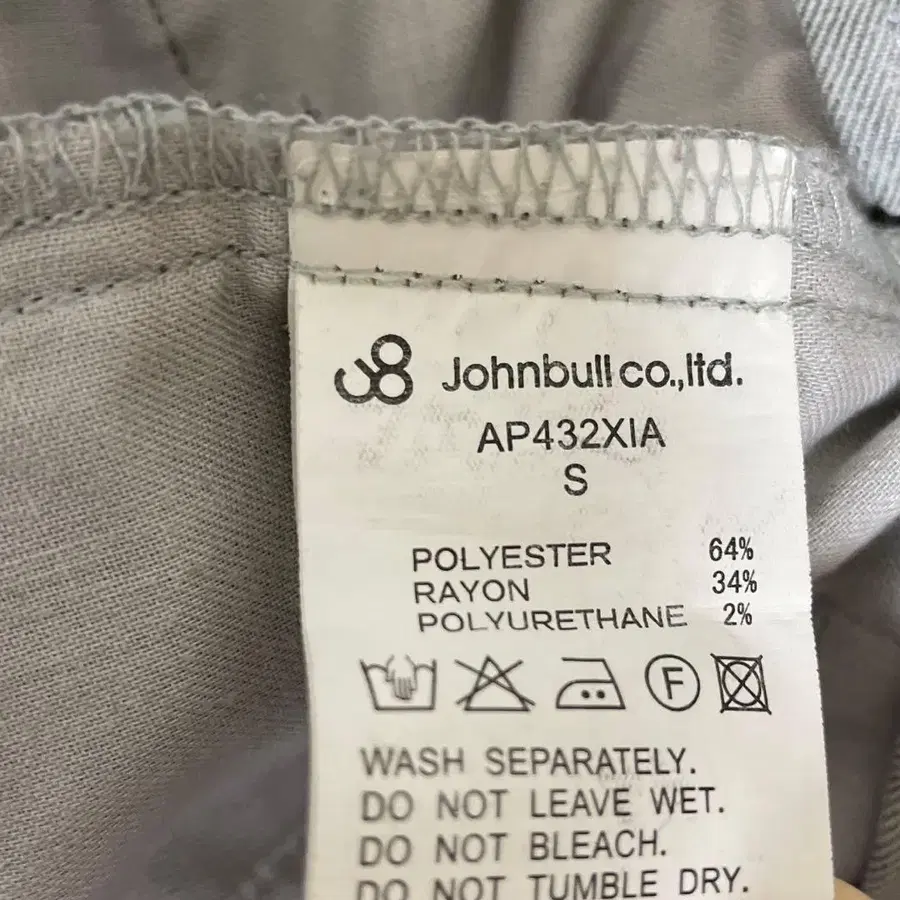 Johnbull co.,ltd.
AP432XIA
S
POLYESTER 64%
RAYON 34%
POLYURETHANE 2%
F
WASH SEPARATELY.
DO NOT LEAVE WET.
DO NOT BLEACH.
DO NOT TUMBLE DRY.